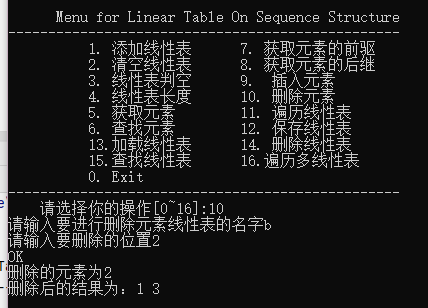 Menu for Linear Table On Sequence Structure
-------------------------------------------------
1. 添加线性表 7. 获取元素的前驱
2. 清空线性表 8. 获取元素的后继
3. 线性表判空 9. 插入元素
4. 线性表长度 10. 删除元素
5. 获取元素 11. 遍历线性表
6. 查找元素 12. 保存线性表
13.加载线性表 14. 删除线性表
15.查找线性表 16.遍历多线性表
0. Exit
-------------------------------------------------
请选择你的操作[0~16]:10
请输入要进行删除元素线性表的名字b
请输入要删除的位置2
OK
删除的元素为2
删除后的结果为：1 3